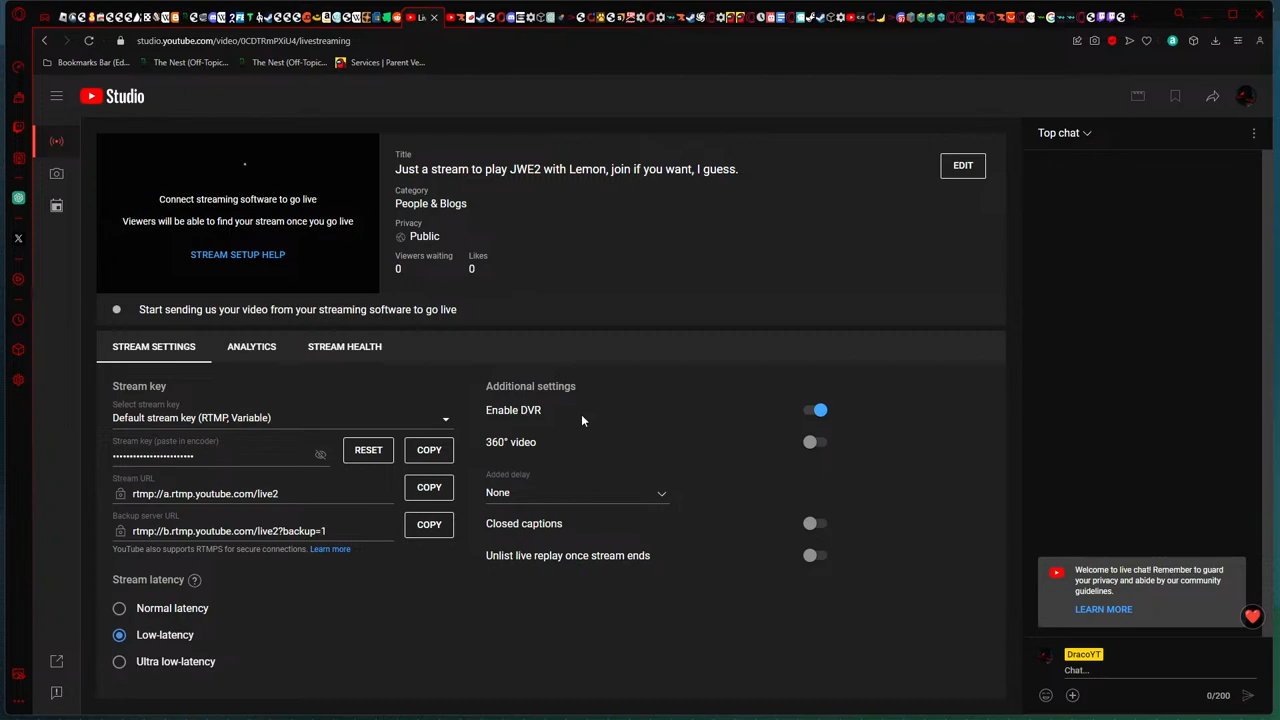 Li
studio.youtube.com/video/0CDTRmPXiU4/livestreaming
Bookmarks Bar (Ed...
The Nest (Off-Topic...
The Nest (Off-Topic...
Services | Parent Ve...
Studio
Connect streaming software to go live
Viewers will be able to find your stream once you go live
STREAM SETUP HELP
Title
Just a stream to play JWE2 with Lemon, join if you want, I guess.
EDIT
Category
People & Blogs
Privacy
Public
Viewers waiting
Likes
0
0
Start sending us your video from your streaming software to go live
STREAM SETTINGS
ANALYTICS
STREAM HEALTH
Stream key
Select stream key
Default stream key (RTMP, Variable)
Stream key (paste in encoder)
••••••••••••••••••••••••
RESET
COPY
Stream URL
rtmp://a.rtmp.youtube.com/live2
COPY
Backup server URL
rtmp://b.rtmp.youtube.com/live2?backup=1
COPY
YouTube also supports RTMPS for secure connections. Learn more
Stream latency
Normal latency
Low-latency
Ultra low-latency
Additional settings
Enable DVR
360° video
Added delay
None
Closed captions
Unlist live replay once stream ends
Top chat
Welcome to live chat! Remember to guard
your privacy and abide by our community
guidelines.
LEARN MORE
DracoYT
Chat...
0/200